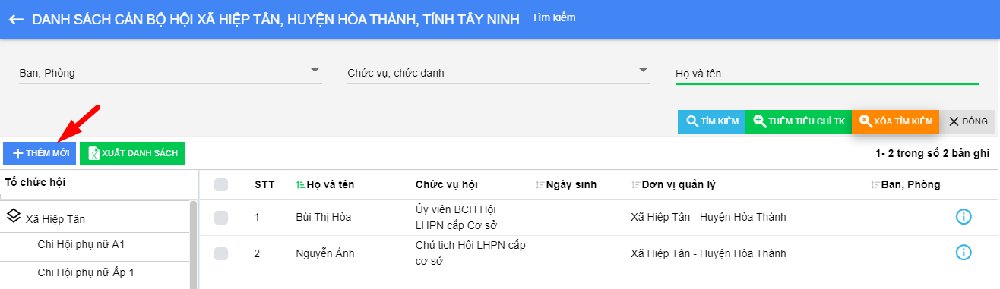 DANH SÁCH CÁN BỘ HỘI XÃ HIỆP TÂN, HUYỆN HÒA THÀNH, TỈNH TÂY NINH
Tìm kiếm
Ban, Phòng
Chức vụ, chức danh
Họ và tên
TÌM KIẾM
THÊM TIÊU CHÍ TK
XÓA TÌM KIẾM
ĐÓNG
THÊM MỚI
XUẤT DANH SÁCH
1- 2 trong số 2 bản ghi
Tổ chức hội
STT Họ và tên Chức vụ hội Ngày sinh Đơn vị quản lý Ban, Phòng
Xã Hiệp Tân
Chi Hội phụ nữ A1
Chi Hội phụ nữ Ấp 1
1 Bùi Thị Hòa Ủy viên BCH Hội Xã Hiệp Tân - Huyện Hòa Thành
LHPN cấp Cơ sở
2 Nguyễn Ánh Chủ tịch Hội LHPN cấp Xã Hiệp Tân - Huyện Hòa Thành
cơ sở